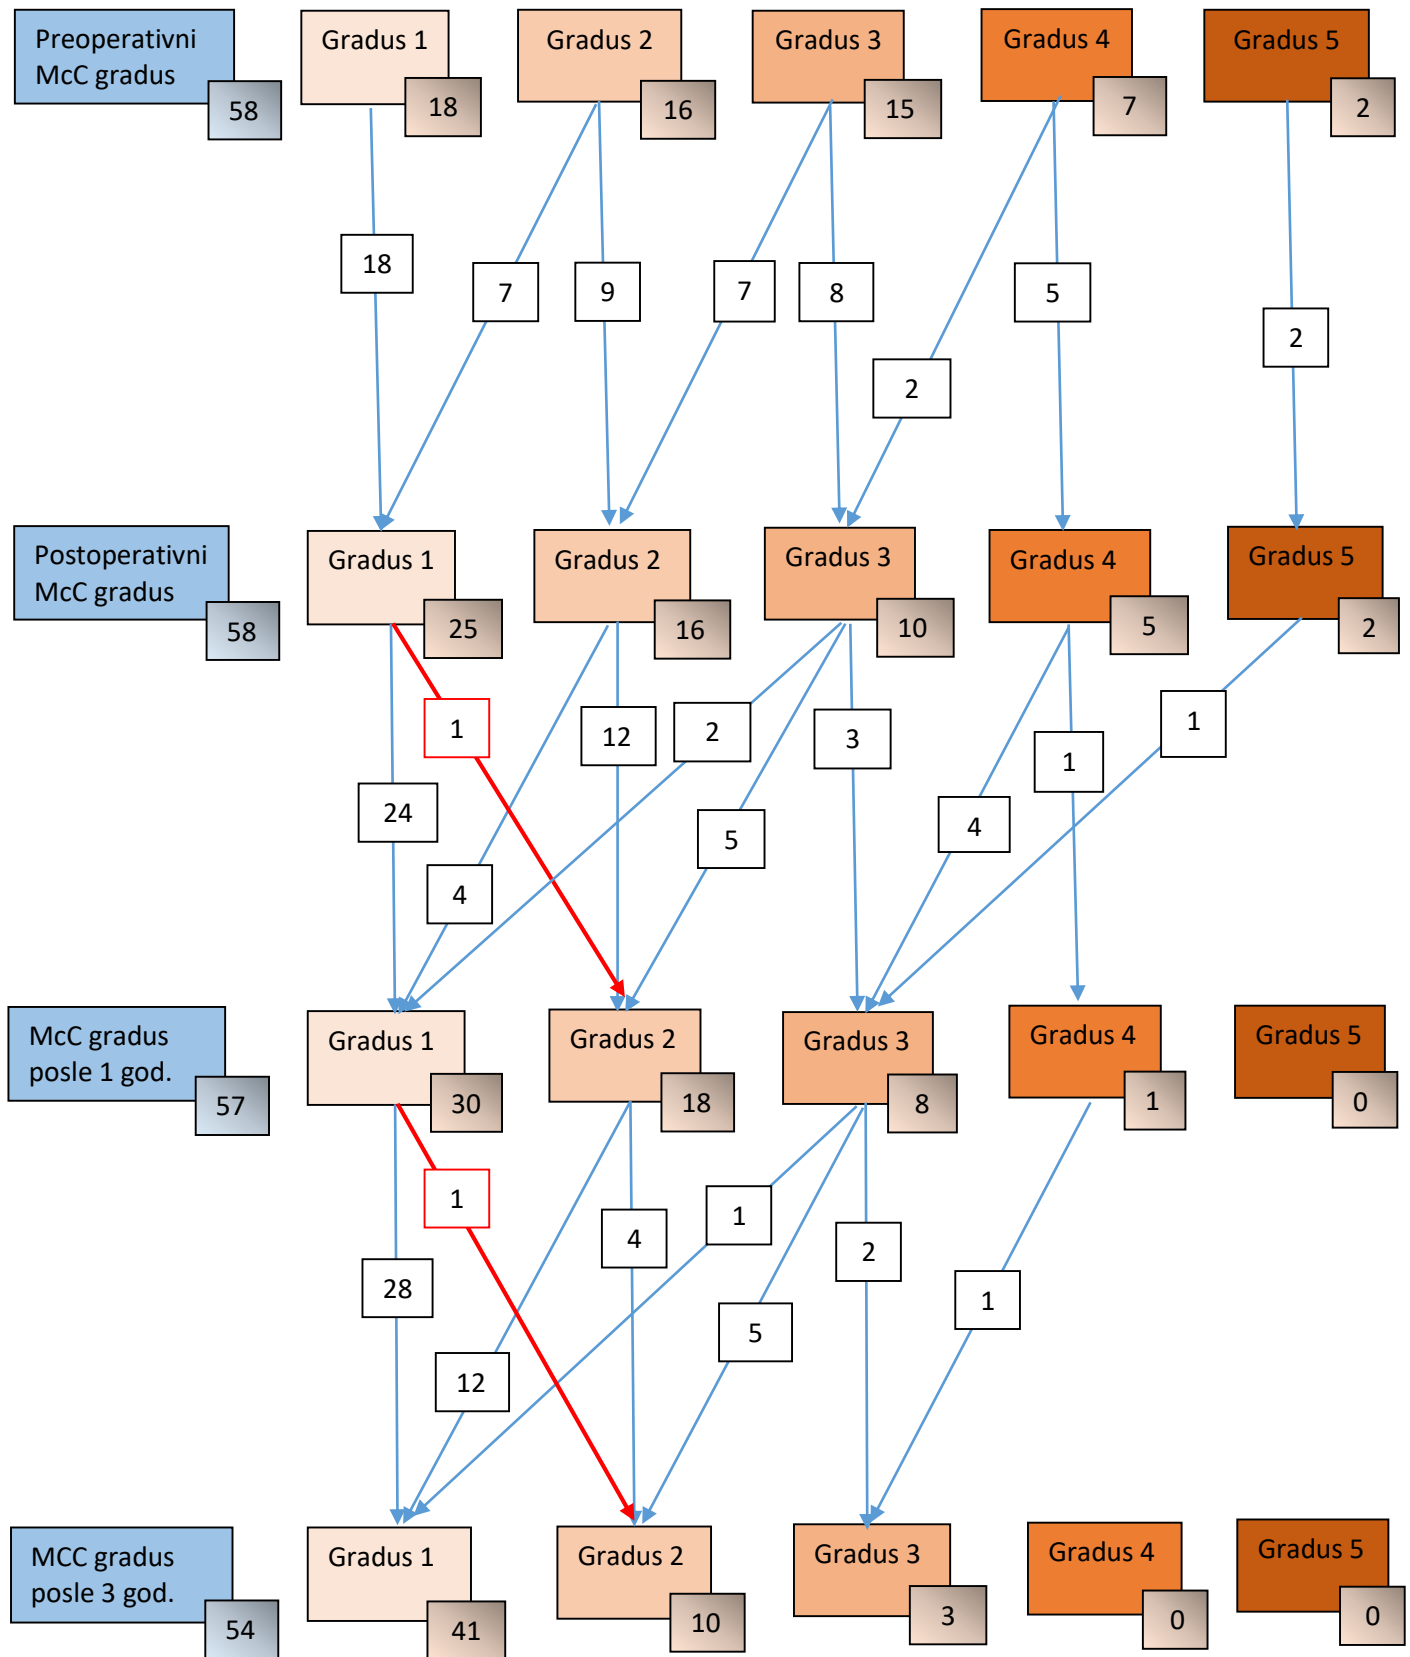 Preoperativni
McC gradus
58
Gradus 1
18
Gradus 2
16
Gradus 3
15
Gradus 4
7
Gradus 5
2
18
7
9
7
8
2
5
2
Postoperativni
McC gradus
58
Gradus 1
25
Gradus 2
16
Gradus 3
10
Gradus 4
5
Gradus 5
2
1
24
4
12
2
5
3
4
1
1
McC gradus
posle 1 god.
57
Gradus 1
30
Gradus 2
18
Gradus 3
8
Gradus 4
1
Gradus 5
0
1
28
12
4
1
5
2
1
MCC gradus
posle 3 god.
54
Gradus 1
41
Gradus 2
10
Gradus 3
3
Gradus 4
0
Gradus 5
0